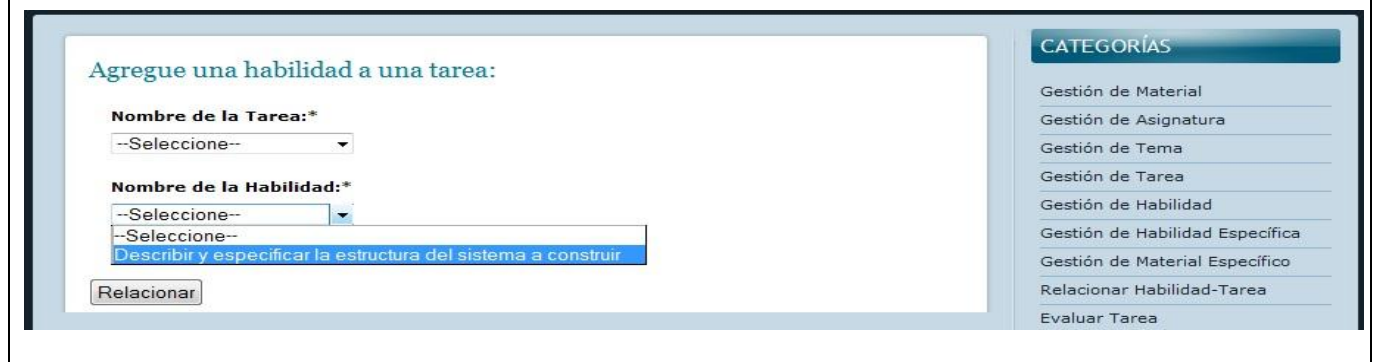 Agregue una habilidad a una tarea:
Nombre de la Tarea:*
--Seleccione--
Nombre de la Habilidad:*
--Seleccione--
--Seleccione--
Describir y especificar la estructura del sistema a construir
Relacionar
CATEGORÍAS
Gestión de Material
Gestión de Asignatura
Gestión de Tema
Gestión de Tarea
Gestión de Habilidad
Gestión de Habilidad Específica
Gestión de Material Específico
Relacionar Habilidad-Tarea
Evaluar Tarea